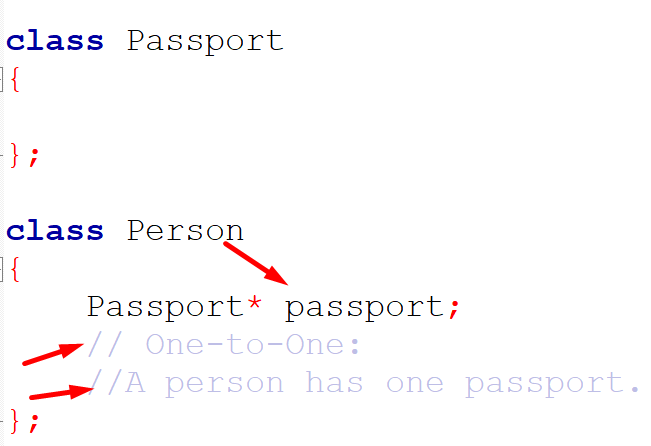 class Passport
{
};
class Person
{
Passport* passport;
// One-to-One:
//A person has one passport.
};